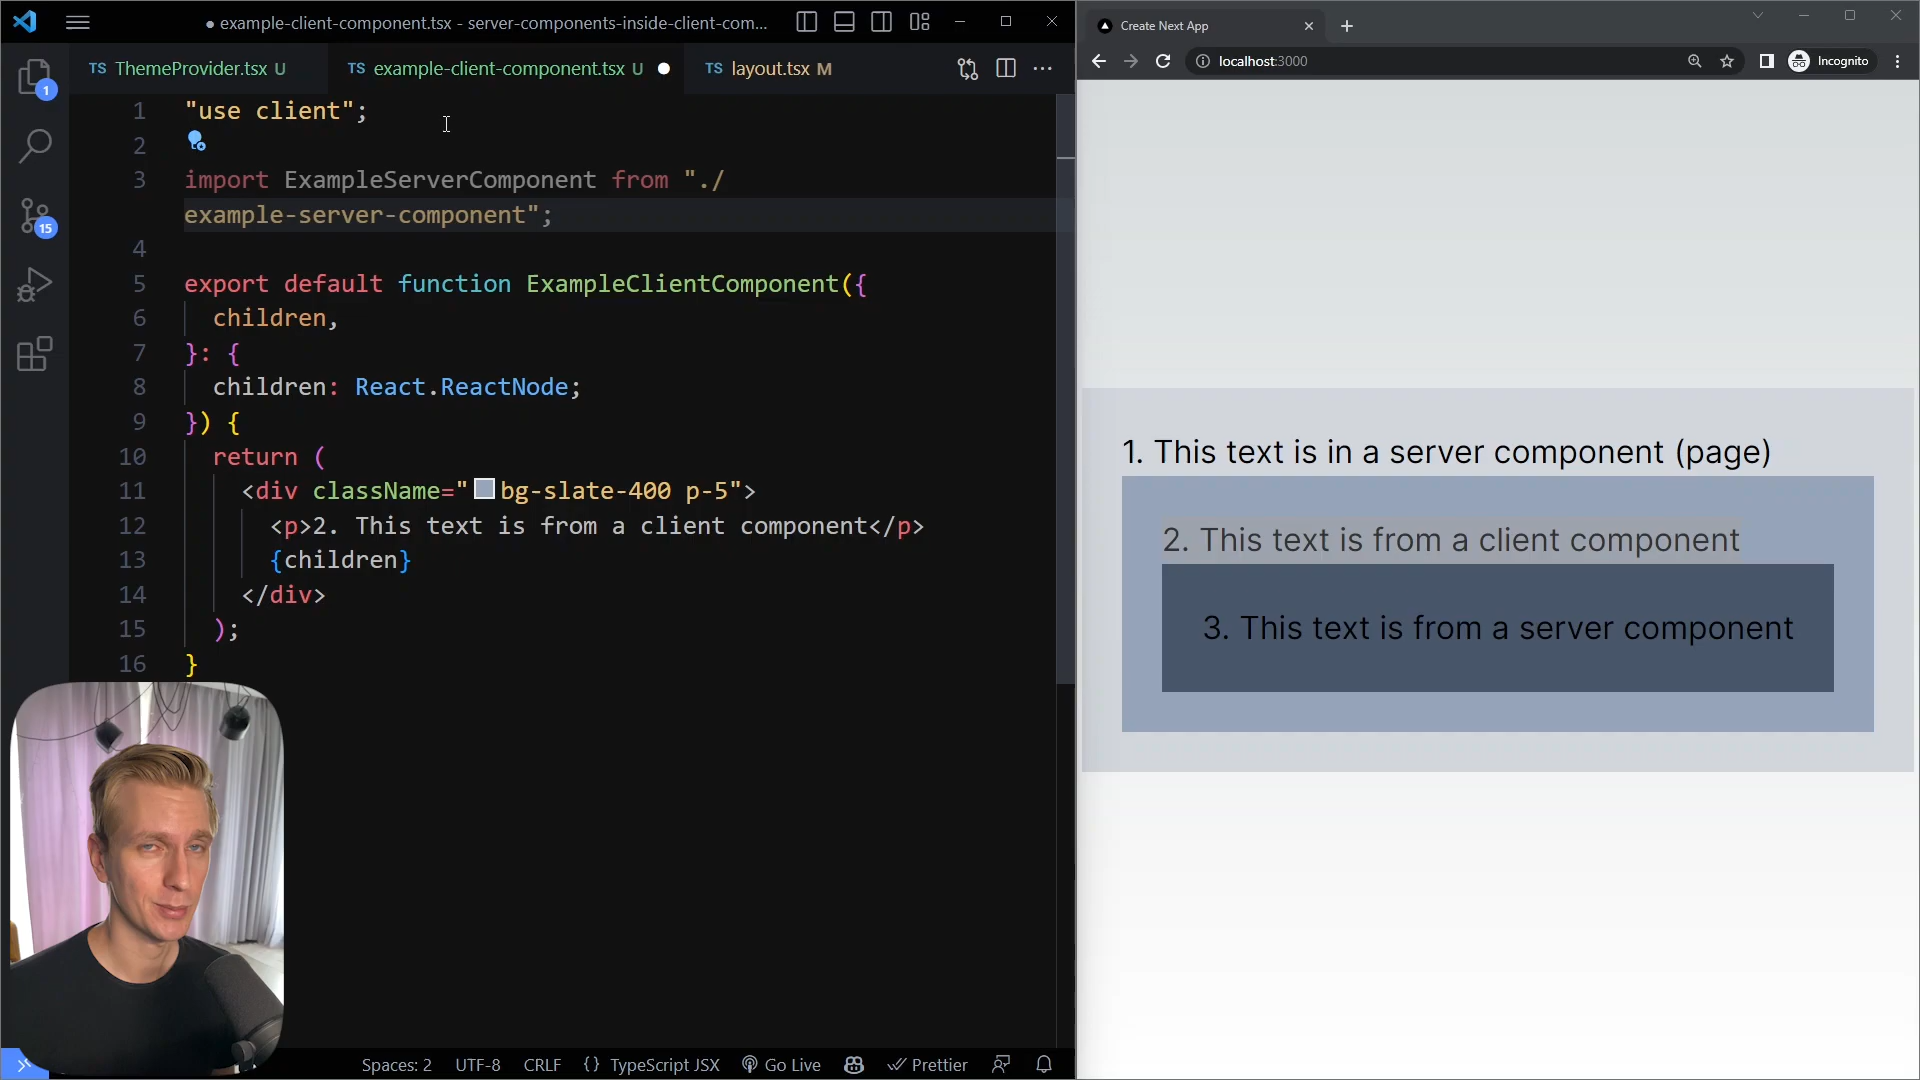 example-client-component.tsx - server-components-inside-client-com...
TS ThemeProvider.tsx U
TS example-client-component.tsx U
TS layout.tsx M
1
15
1 "use client";
2
3 import ExampleServerComponent from "./
example-server-component";
4
5 export default function ExampleClientComponent({
6 children,
7 }: {
8 children: React.ReactNode;
9 }) {
10 return (
11 <div className="bg-slate-400 p-5">
12 <p>2. This text is from a client component</p>
13 {children}
14 </div>
15 );
16 }
Spaces: 2 UTF-8 CRLF {} TypeScript JSX Go Live Prettier
Create Next App
localhost:3000
Incognito
1. This text is in a server component (page)
2. This text is from a client component
3. This text is from a server component